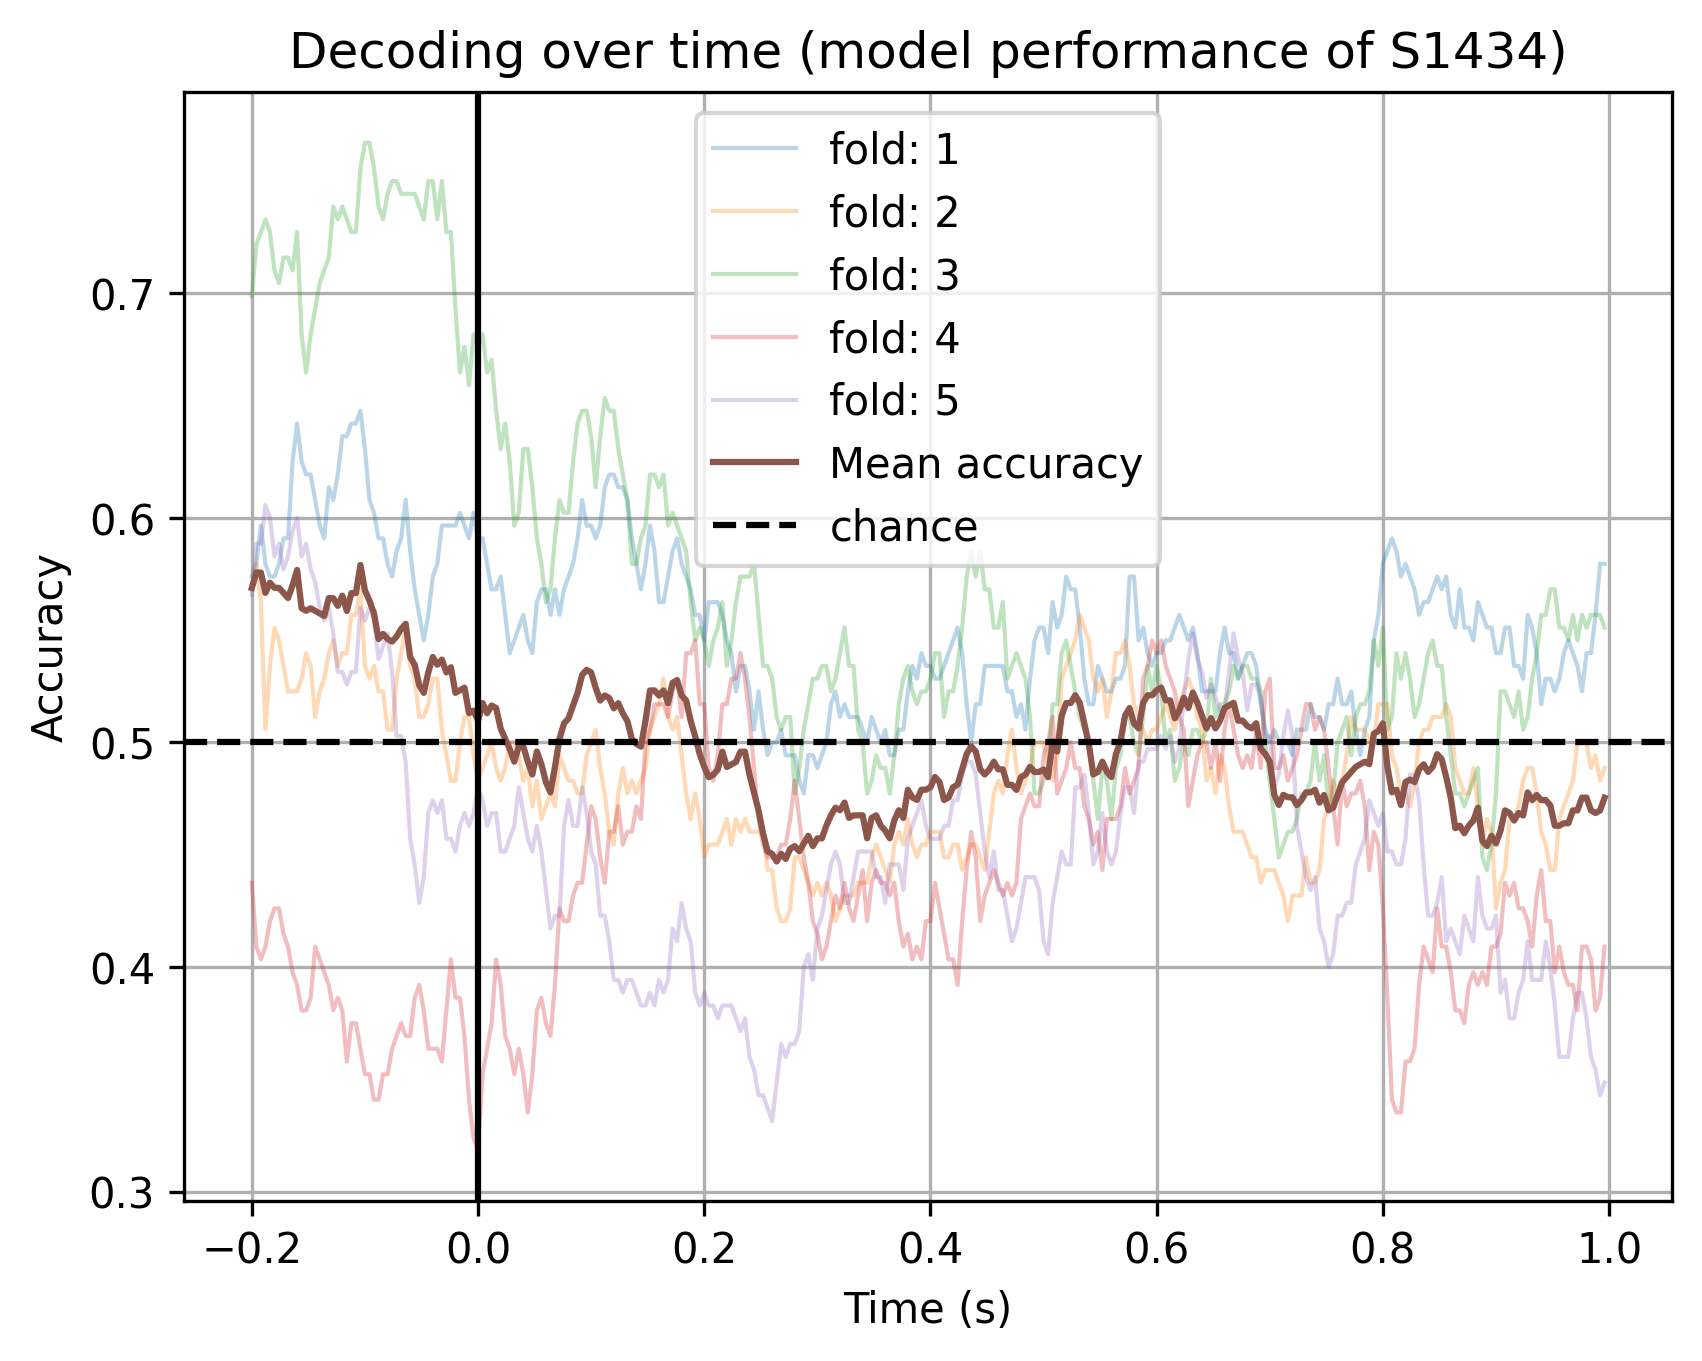 Decoding over time (model performance of S1434)
fold: 1
fold: 2
fold: 3
fold: 4
fold: 5
Mean accuracy
chance
Accuracy
0.7
0.6
0.5
0.4
0.3
−0.2 0.0 0.2 0.4 0.6 0.8 1.0
Time (s)